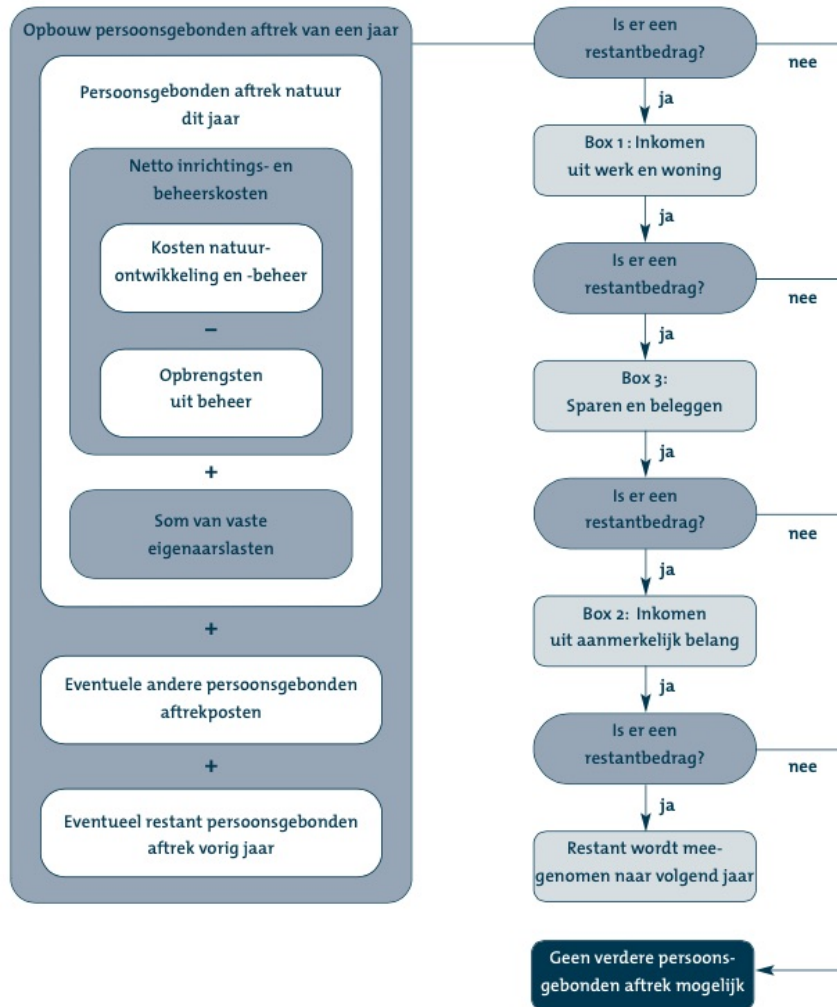 Opbouw persoonsgebonden aftrek van een jaar
Persoonsgebonden aftrek natuur
dit jaar
Netto inrichtings- en
beheerskosten
Kosten natuur-
ontwikkeling en -beheer
–
Opbrengsten
uit beheer
+
Som van vaste
eigenaarslasten
+
Eventuele andere persoonsgebonden
aftrekposten
+
Eventueel restant persoonsgebonden
aftrek vorig jaar
Is er een
restantbedrag?
nee
ja
Box 1 : Inkomen
uit werk en woning
ja
Is er een
restantbedrag?
nee
ja
Box 3:
Sparen en beleggen
ja
Is er een
restantbedrag?
nee
ja
Box 2: Inkomen
uit aanmerkelijk belang
ja
Is er een
restantbedrag?
nee
ja
Restant wordt mee-
genomen naar volgend jaar
Geen verdere persoons-
gebonden aftrek mogelijk